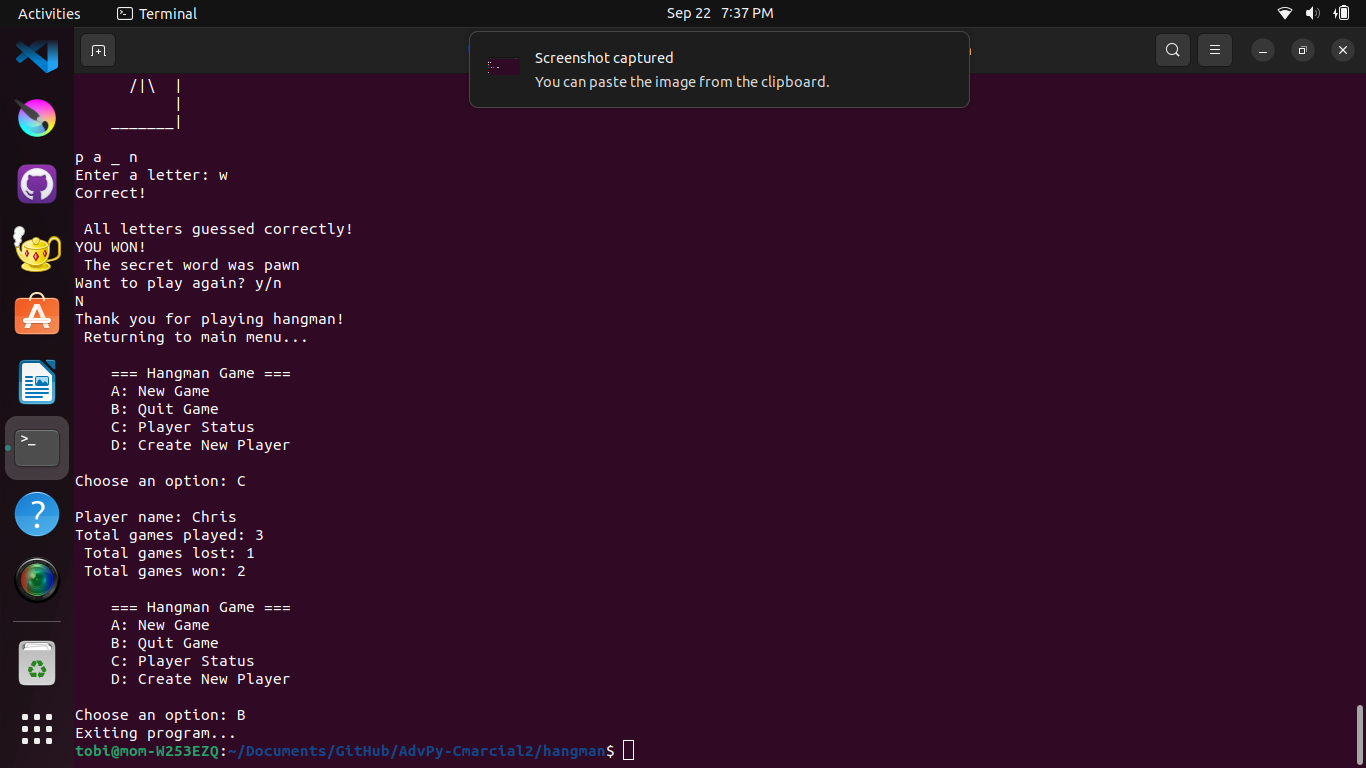 Activities
Terminal
Sep 22 7:37 PM
Screenshot captured
You can paste the image from the clipboard.
/|\ |
|
_______|
p a _ n
Enter a letter: w
Correct!
All letters guessed correctly!
YOU WON!
The secret word was pawn
Want to play again? y/n
N
Thank you for playing hangman!
Returning to main menu...
=== Hangman Game ===
A: New Game
B: Quit Game
C: Player Status
D: Create New Player
Choose an option: C
Player name: Chris
Total games played: 3
Total games lost: 1
Total games won: 2
=== Hangman Game ===
A: New Game
B: Quit Game
C: Player Status
D: Create New Player
Choose an option: B
Exiting program...
tobi@mom-W253EZQ:~/Documents/GitHub/AdvPy-Cmarcial2/hangman$